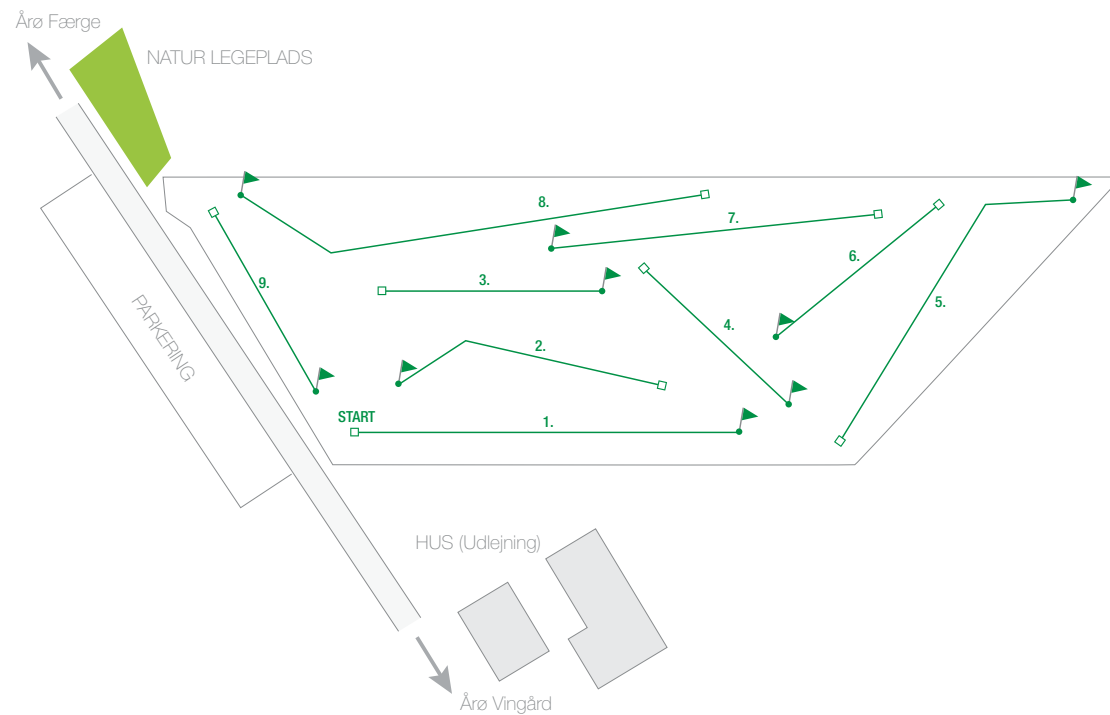 Årø Færge
NATUR LEGEPLADS
8.
7.
6.
9.
3.
5.
PARKERING
4.
2.
START
1.
HUS (Udlejning)
Årø Vingård